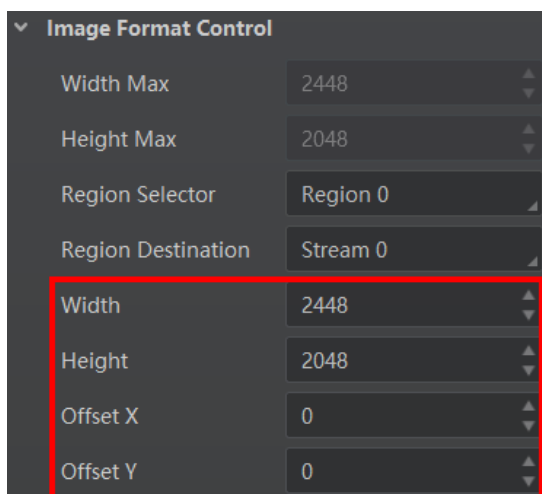 Image Format Control
Width Max 2448
Height Max 2048
Region Selector Region 0
Region Destination Stream 0
Width 2448
Height 2048
Offset X 0
Offset Y 0